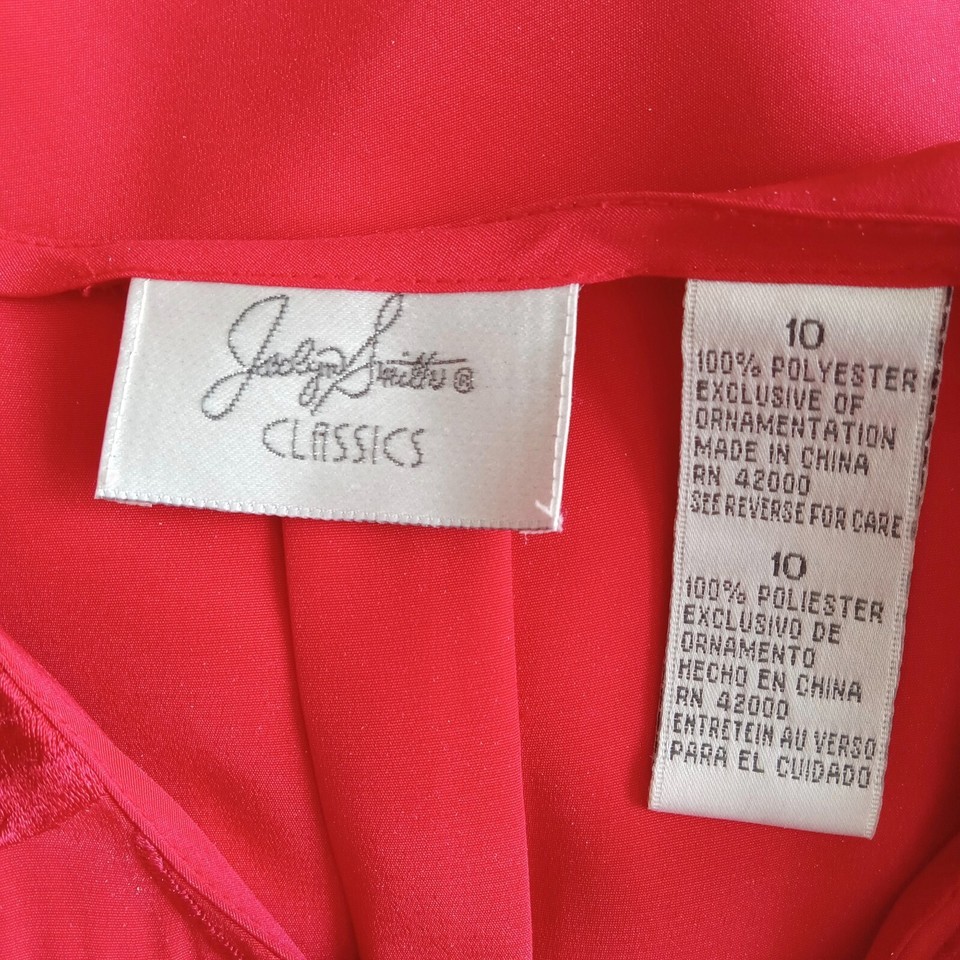 Jaclyn Smith®
CLASSICS
10
100% POLYESTER
EXCLUSIVE OF
ORNAMENTATION
MADE IN CHINA
RN 42000
SEE REVERSE FOR CARE
10
100% POLIESTER
EXCLUSIVO DE
ORNAMENTO
HECHO EN CHINA
RN 42000
ENTRETEIN AU VERSO
PARA EL CUIDADO